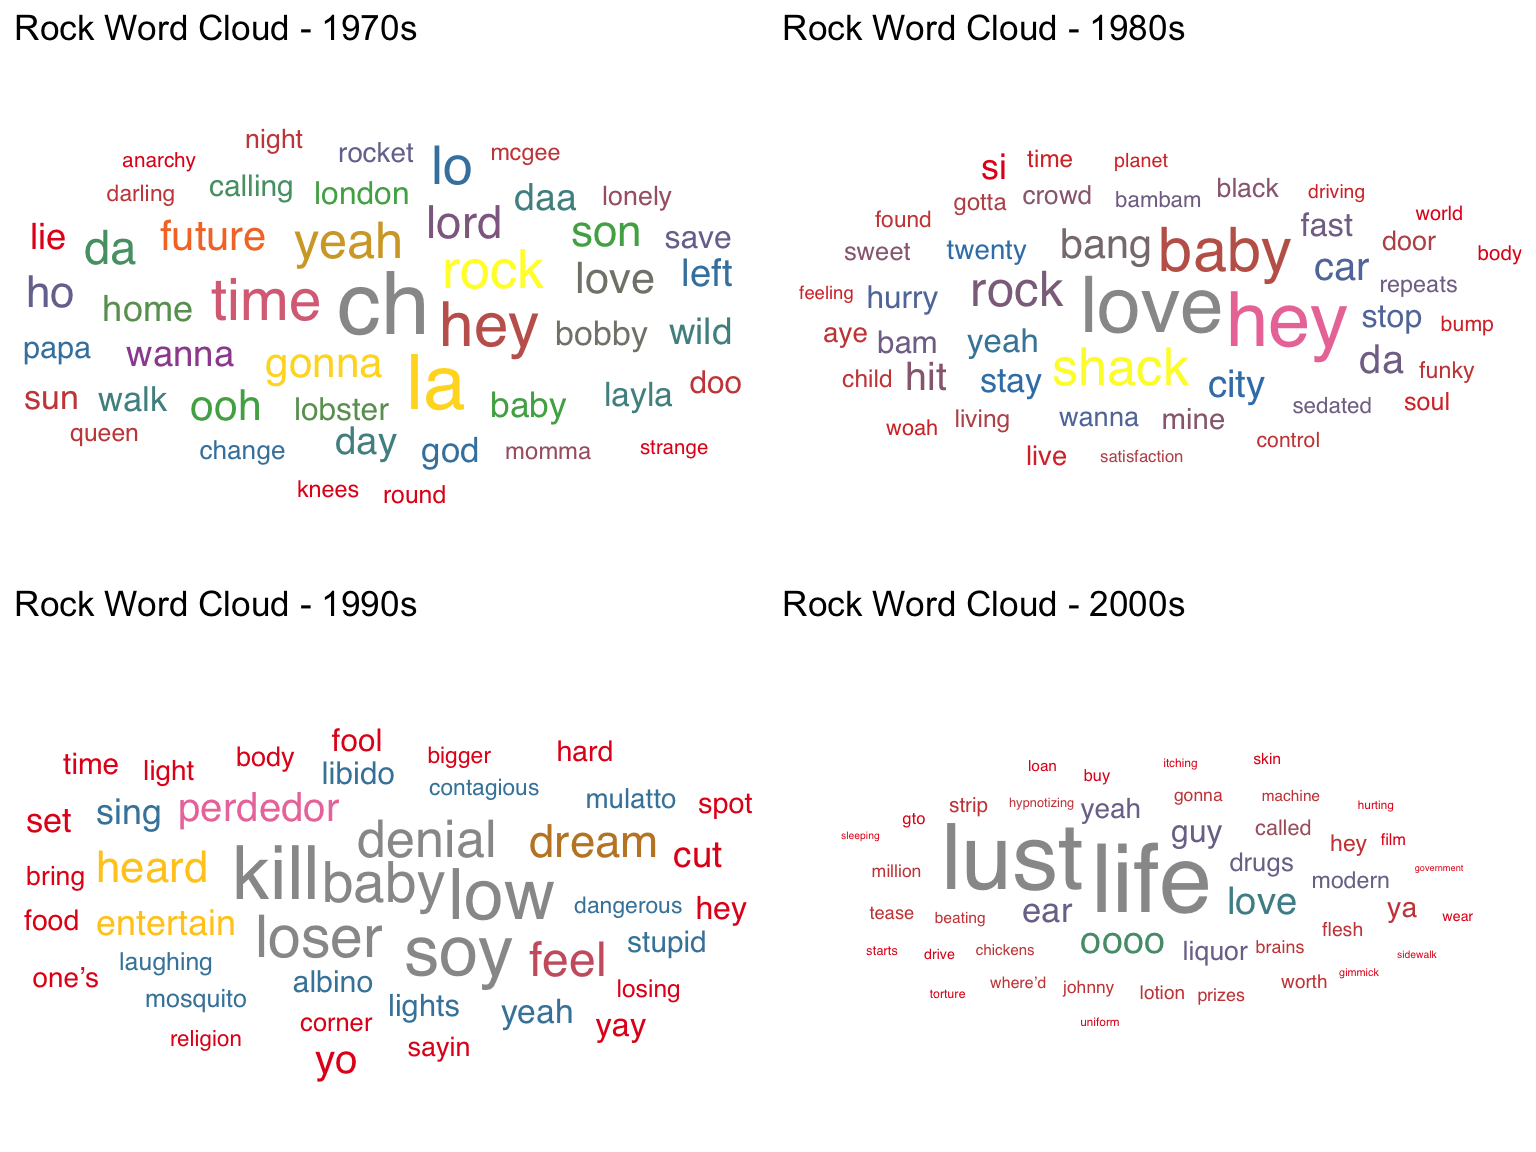 Rock Word Cloud - 1970s
night
rocket
lo
mcgee
anarchy
darling
calling
london
daa
lonely
lie
da
future
yeah
lord
son
save
rock
love
left
ho
home
time
ch
hey
bobby
wild
papa
wanna
gonna
la
baby
layla
doo
sun
walk
ooh
lobster
queen
change
day
god
momma
strange
knees
round
Rock Word Cloud - 1980s
si
time
planet
gotta
crowd
bambam
black
driving
found
fast
world
sweet
twenty
bang
baby
door
body
car
feeling
hurry
rock
love
hey
repeats
stop
bump
aye
bam
yeah
shack
da
child
hit
stay
city
funky
woah
living
wanna
mine
sedated
soul
control
live
satisfaction
Rock Word Cloud - 1990s
time
light
body
fool
bigger
hard
libido
contagious
mulatto
spot
set
sing
perdedor
denial
dream
cut
bring
heard
kill
baby
low
dangerous
hey
food
entertain
loser
soy
feel
stupid
one’s
laughing
albino
losing
mosquito
lights
yeah
yay
religion
corner
yo
sayin
Rock Word Cloud - 2000s
loan
buy
itching
skin
strip
hypnotizing
yeah
gonna
machine
hurting
gto
sleeping
lust
life
guy
called
hey
film
million
drugs
modern
government
tease
beating
ear
love
ya
wear
flesh
starts
drive
chickens
oooo
liquor
brains
sidewalk
torture
where’d
johnny
lotion
prizes
worth
gimmick
uniform